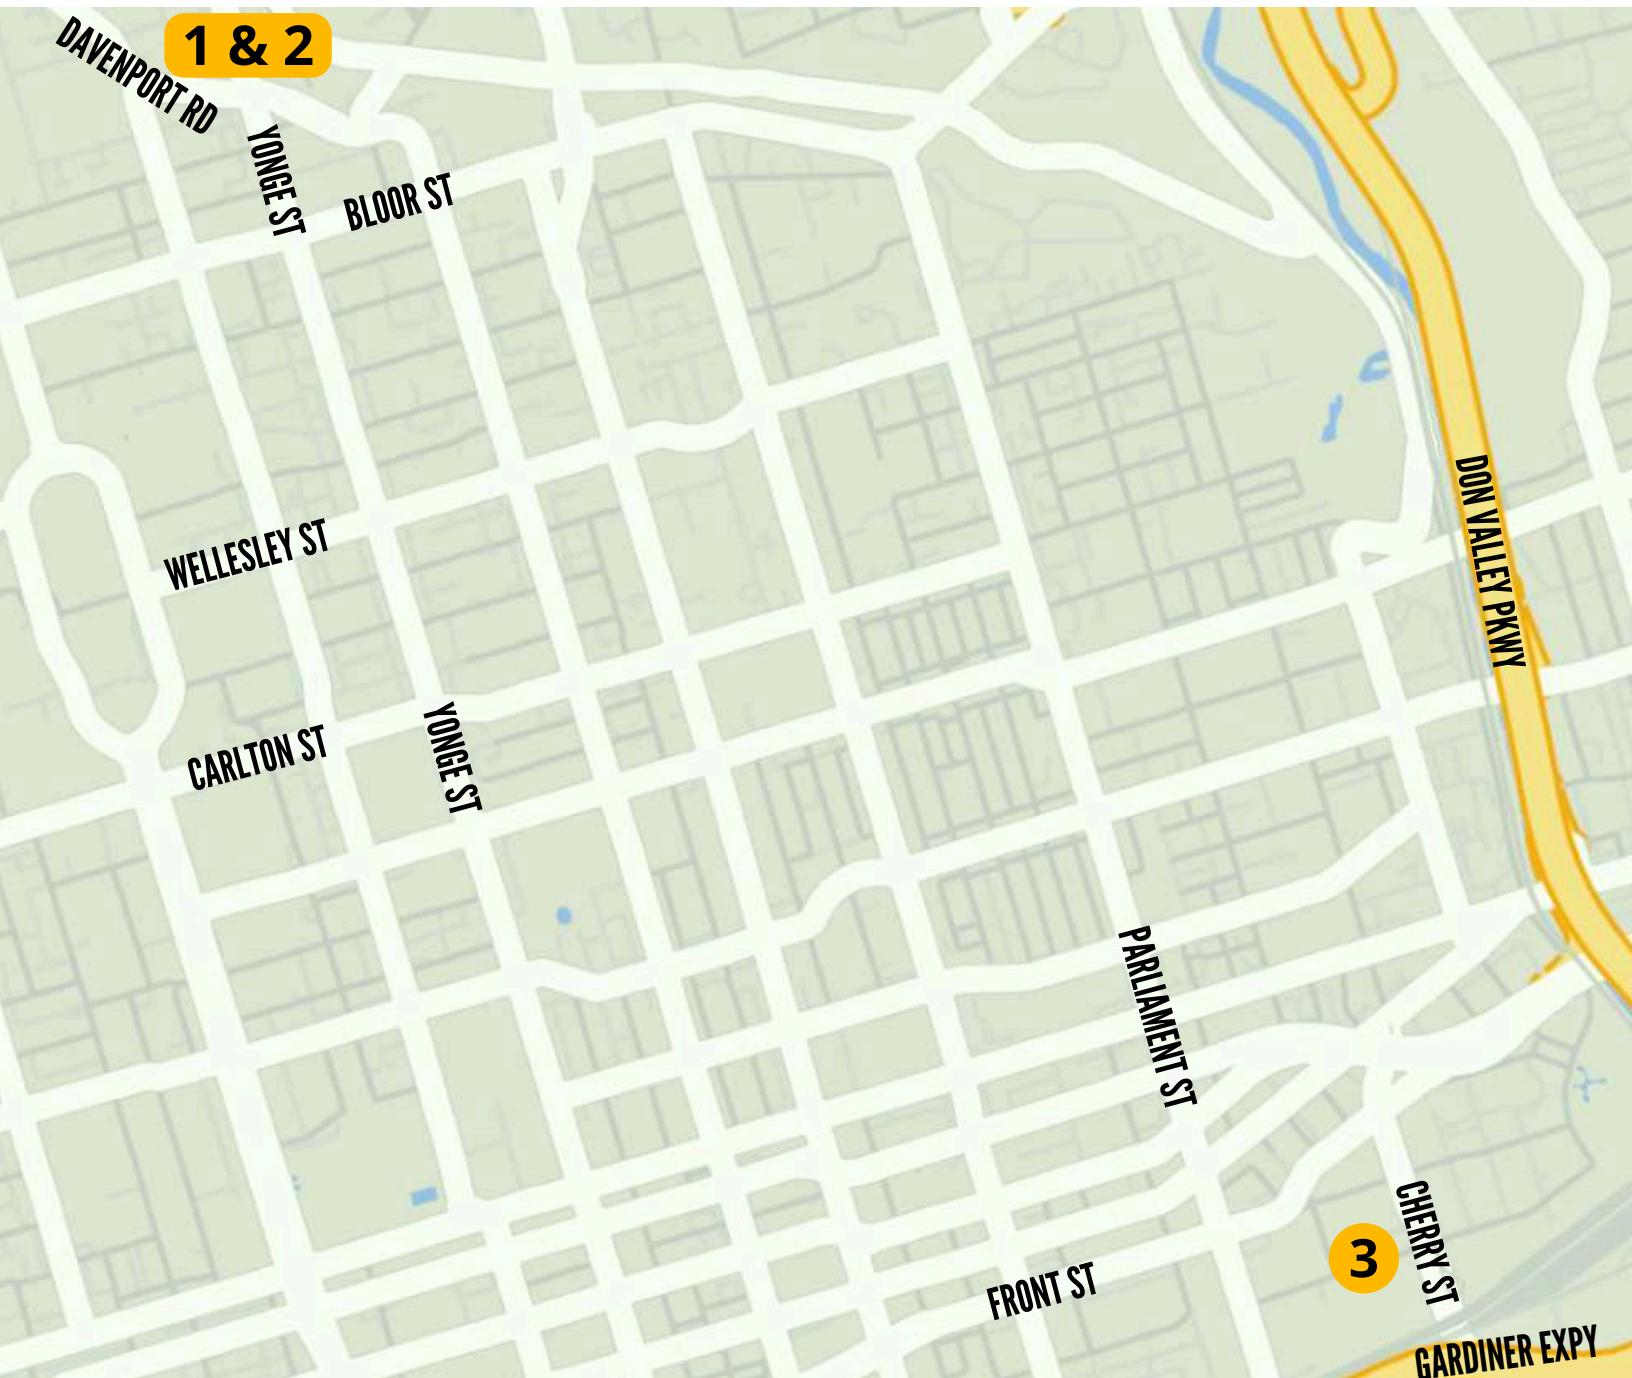 1 & 2
DAVENPORT RD
YONGE ST
BLOOR ST
WELLESLEY ST
DON VALLEY PKWY
CARLTON ST
YONGE ST
PARLIAMENT ST
CHERRY ST
3
FRONT ST
GARDINER EXPY